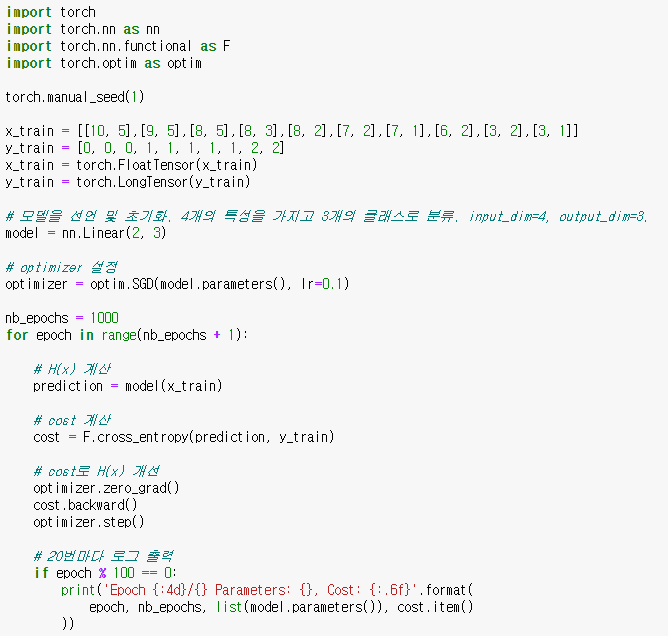 import torch
import torch.nn as nn
import torch.nn.functional as F
import torch.optim as optim

torch.manual_seed(1)

x_train = [[10, 5],[9, 5],[8, 5],[8, 3],[8, 2],[7, 2],[7, 1],[6, 2],[3, 2],[3, 1]]
y_train = [0, 0, 0, 1, 1, 1, 1, 1, 2, 2]
x_train = torch.FloatTensor(x_train)
y_train = torch.LongTensor(y_train)

# 모델을 선언 및 초기화. 4개의 특성을 가지고 3개의 클래스로 분류. input_dim=4, output_dim=3.
model = nn.Linear(2, 3)

# optimizer 설정
optimizer = optim.SGD(model.parameters(), lr=0.1)

nb_epochs = 1000
for epoch in range(nb_epochs + 1):

    # H(x) 계산
    prediction = model(x_train)

    # cost 계산
    cost = F.cross_entropy(prediction, y_train)

    # cost로 H(x) 개선
    optimizer.zero_grad()
    cost.backward()
    optimizer.step()

    # 20번마다 로그 출력
    if epoch % 100 == 0:
        print('Epoch {:4d}/{} Parameters: {}, Cost: {:.6f}'.format(
            epoch, nb_epochs, list(model.parameters()), cost.item()
        ))